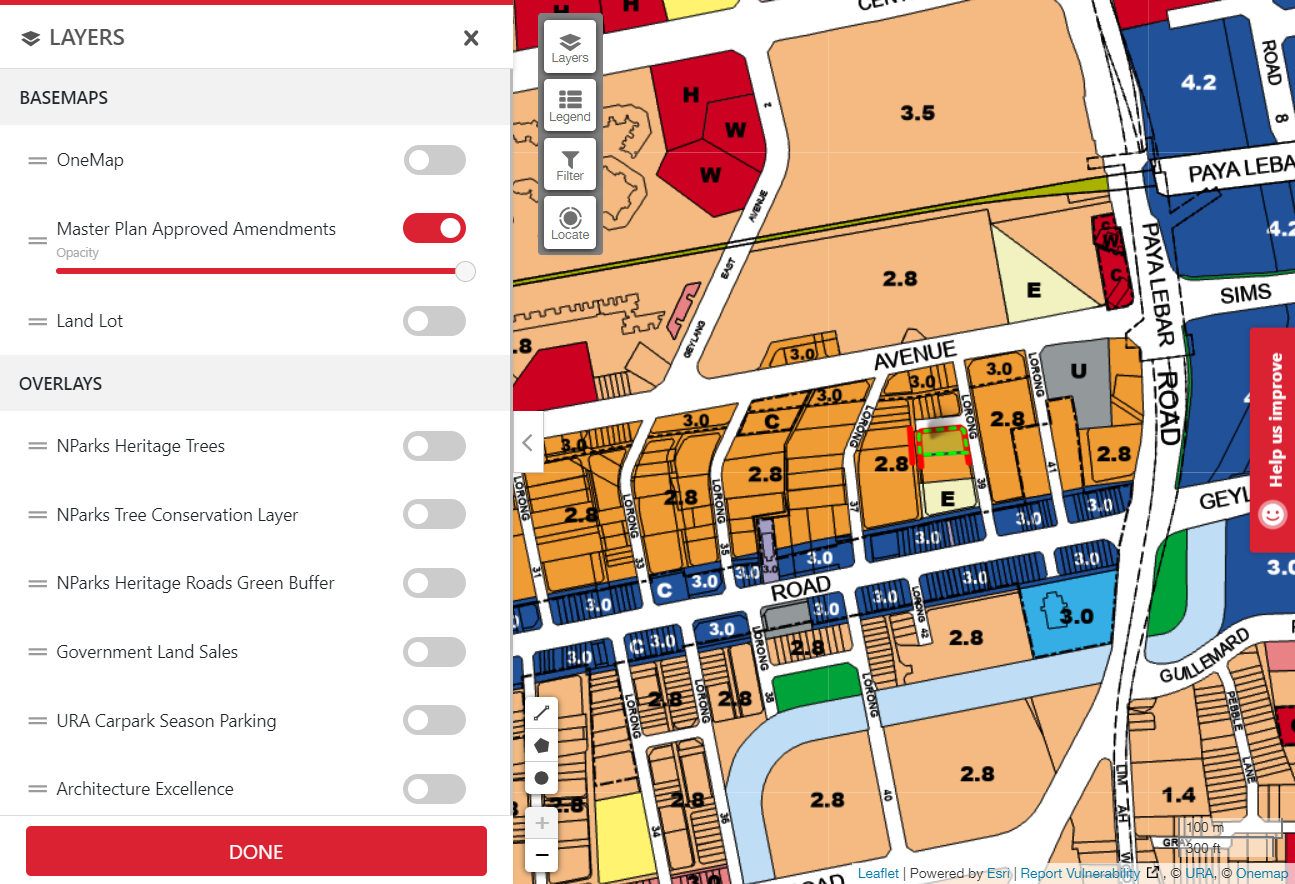 LAYERS
BASEMAPS
OneMap
Master Plan Approved Amendments
Opacity
Land Lot
OVERLAYS
NParks Heritage Trees
NParks Tree Conservation Layer
NParks Heritage Roads Green Buffer
Government Land Sales
URA Carpark Season Parking
Architecture Excellence
DONE
Layers
Legend
Filter
Locate
Help us improve
H
H
W
W
3.5
4.2
ROAD
8
PAYA LEBA
4.2
2
AVENUE
EAST
GEYLANG
2.8
E
C
W
C
PAYA LEBAR
ROAD
SIMS
AVENUE
.8
3.0
3.0
3.0
LORONG
U
3.0
3.0
C
3.0
LORONG
LORONG
2.8
2.8
2.8
2.8
2.8
2.8
E
41
39
37
LORONG
LORONG
LORONG
31
33
35
3.0
3.0
3.0
GEYL
3.0
3.0
3.0
3.0
C
3.0
ROAD
3.0
3.0
3.0
3.0
3.0
3.0
3.0
C
3.0
3.0
LORONG
42
2.8
2.8
LORONG
38
2.8
2.8
LORONG
LORONG
LORONG
40
GUILLEMARD
PEBBLE
LANE
2.8
2.8
2.8
2.8
34
36
1.4
LIM
AH
3.0
ROAD
100 m
300 ft
Leaflet | Powered by Esri | Report Vulnerability , © URA, © Onemap